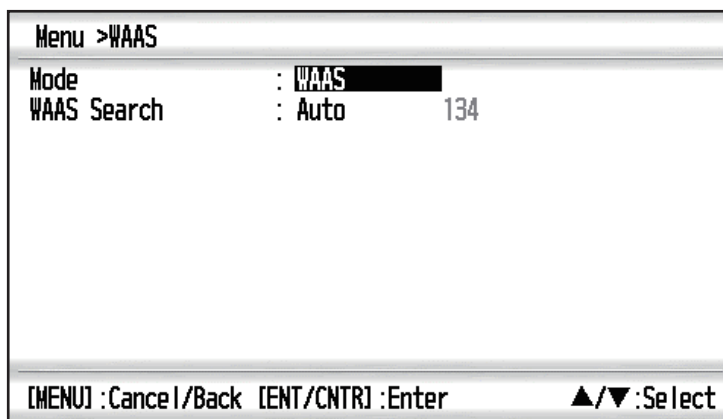 Menu >WAAS
Mode : WAAS
WAAS Search : Auto 134
[MENU] :Cancel/Back [ENT/CNTR] :Enter ▲/▼ :Select